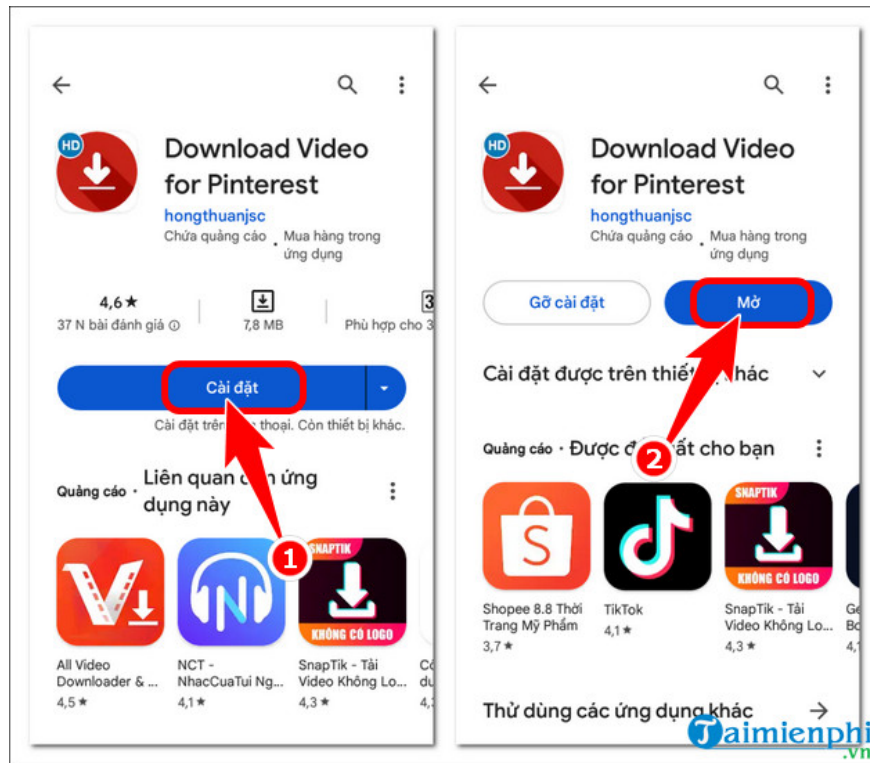 HD
Download Video
for Pinterest
hongthuanjsc
Chứa quảng cáo . Mua hàng trong
ứng dụng
4,6★
37 N bài đánh giá
7,8 MB
3
Phù hợp cho 3
Cài đặt
Cài đặt trên thoại. Còn thiết bị khác.
Quảng cáo · Liên quan ứng
dụng này
1
SNAPTIK
KHÔNG CÓ LOGO
All Video
Downloader & ...
4,5★
NCT -
NhacCuaTui Ng...
4,1★
SnapTik - Tải
Video Không Lo...
4,3★
HD
Download Video
for Pinterest
hongthuanjsc
Chứa quảng cáo . Mua hàng trong
ứng dụng
Gỡ cài đặt
Mở
Cài đặt được trên thiết khác
2
Quảng cáo · Được cho bạn
SNAPTIK
KHÔNG CÓ LOGO
Shopee 8.8 Thời
Trang Mỹ Phẩm
3,7★
TikTok
4,1★
SnapTik - Tải
Video Không Lo...
4,3★
Thử dùng các ứng dụng khác
Taimienphi
.vn